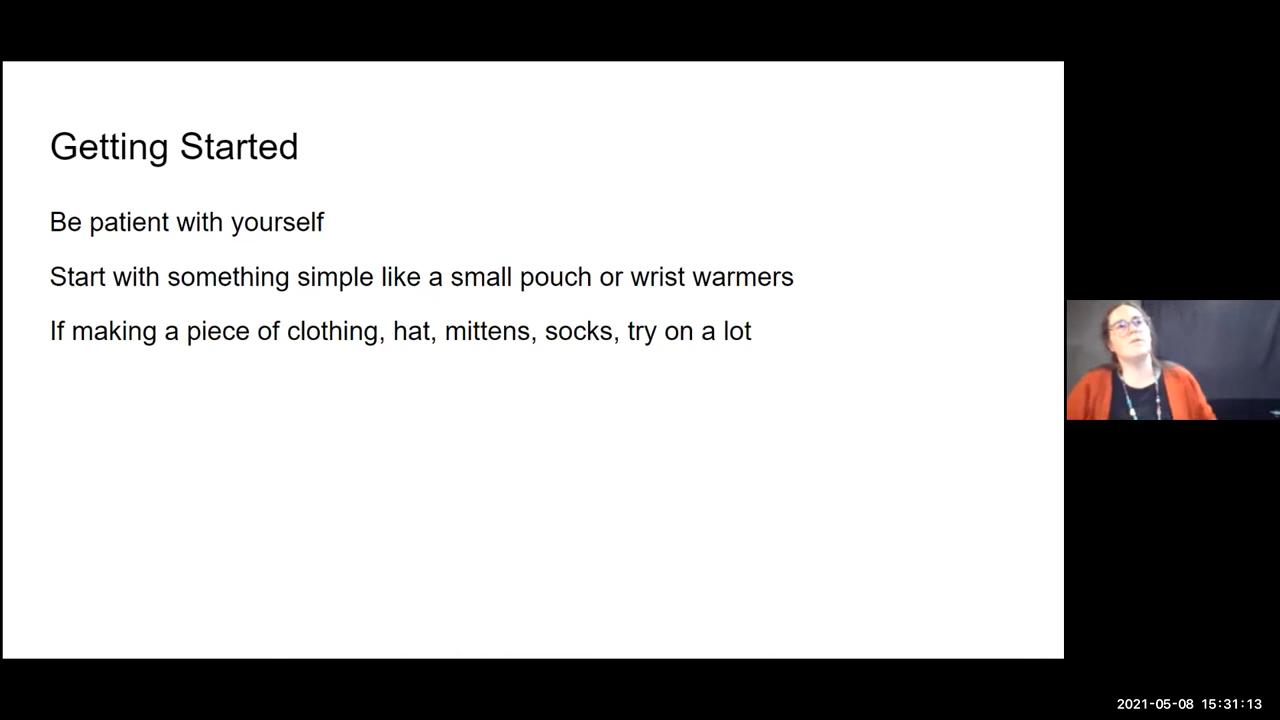 Getting Started
Be patient with yourself
Start with something simple like a small pouch or wrist warmers
If making a piece of clothing, hat, mittens, socks, try on a lot
2021-05-08 15:31:13